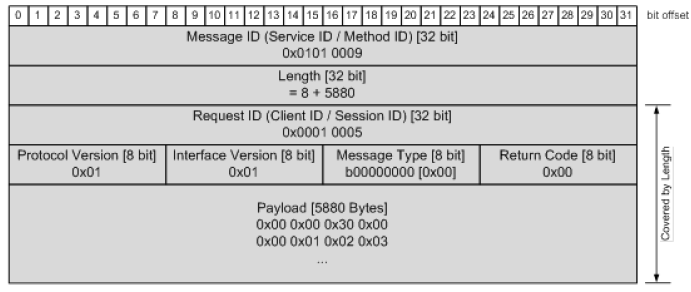 0 1 2 3 4 5 6 7 8 9 10 11 12 13 14 15 16 17 18 19 20 21 22 23 24 25 26 27 28 29 30 31 bit offset
Message ID (Service ID / Method ID) [32 bit]
0x0101 0009
Length [32 bit]
= 8 + 5880
Request ID (Client ID / Session ID) [32 bit]
0x0001 0005
Protocol Version [8 bit] Interface Version [8 bit] Message Type [8 bit] Return Code [8 bit]
0x01 0x01 b00000000 [0x00] 0x00
Payload [5880 Bytes]
0x00 0x00 0x30 0x00
0x00 0x01 0x02 0x03
...
Covered by Length